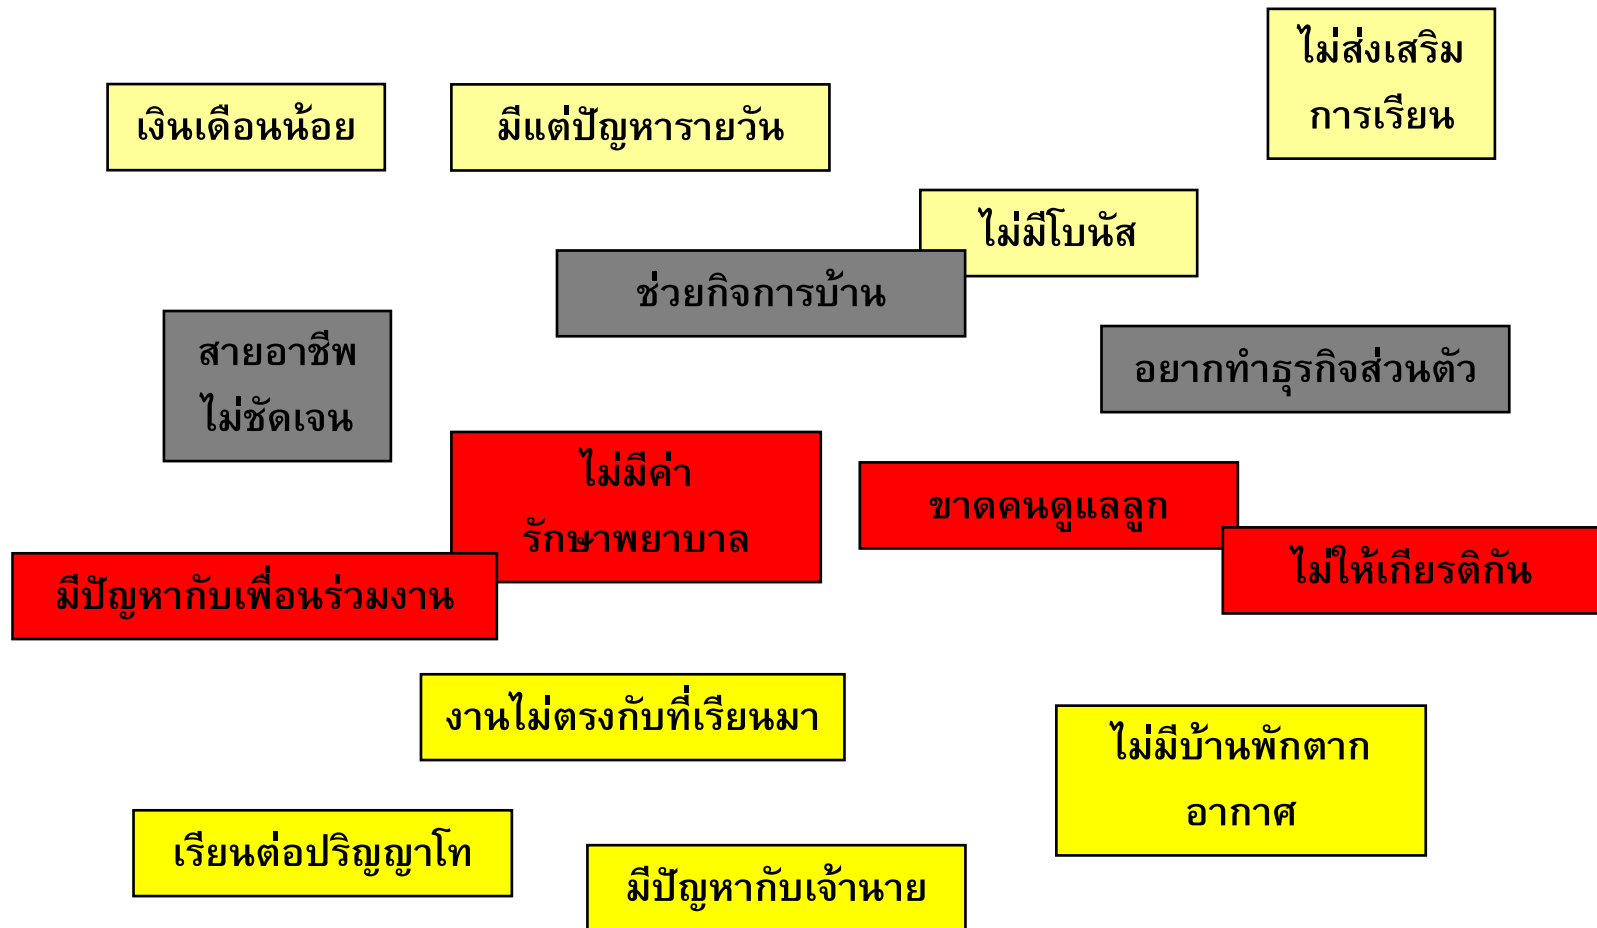 ไม่ส่งเสริม
การเรียน
เงินเดือนน้อย
มีแต่ปัญหารายวัน
ไม่มีโบนัส
ช่วยกิจการบ้าน
สายอาชีพ
ไม่ชัดเจน
อยากทำธุรกิจส่วนตัว
ไม่มีค่า
รักษาพยาบาล
ขาดคนดูแลลูก
ไม่ให้เกียรติกัน
มีปัญหากับเพื่อนร่วมงาน
งานไม่ตรงกับที่เรียนมา
ไม่มีบ้านพักตาก
อากาศ
เรียนต่อปริญญาโท
มีปัญหากับเจ้านาย